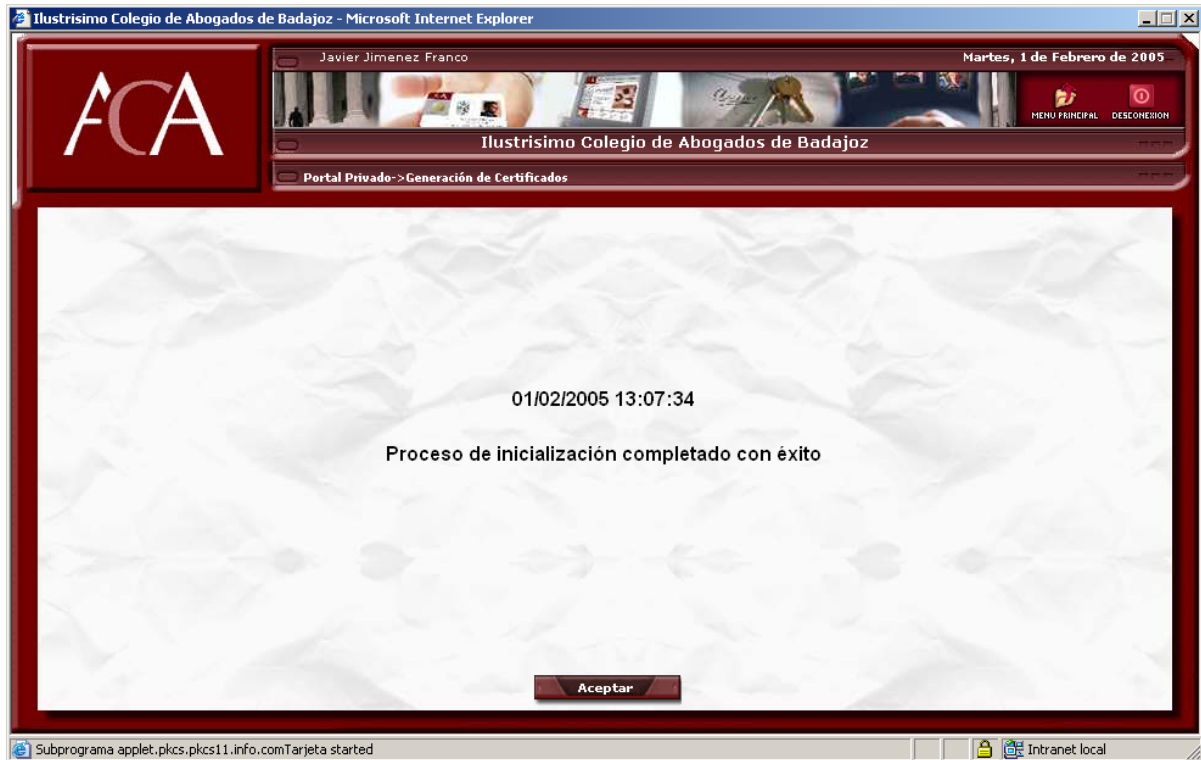 Ilustrisimo Colegio de Abogados de Badajoz - Microsoft Internet Explorer
ACA
Javier Jimenez Franco
Martes, 1 de Febrero de 2005
MENU PRINCIPAL
DESCONEXION
Ilustrisimo Colegio de Abogados de Badajoz
Portal Privado->Generación de Certificados
01/02/2005 13:07:34
Proceso de inicialización completado con éxito
Aceptar
Subprograma applet.pkcs.pkcs11.info.comTarjeta started
Intranet local